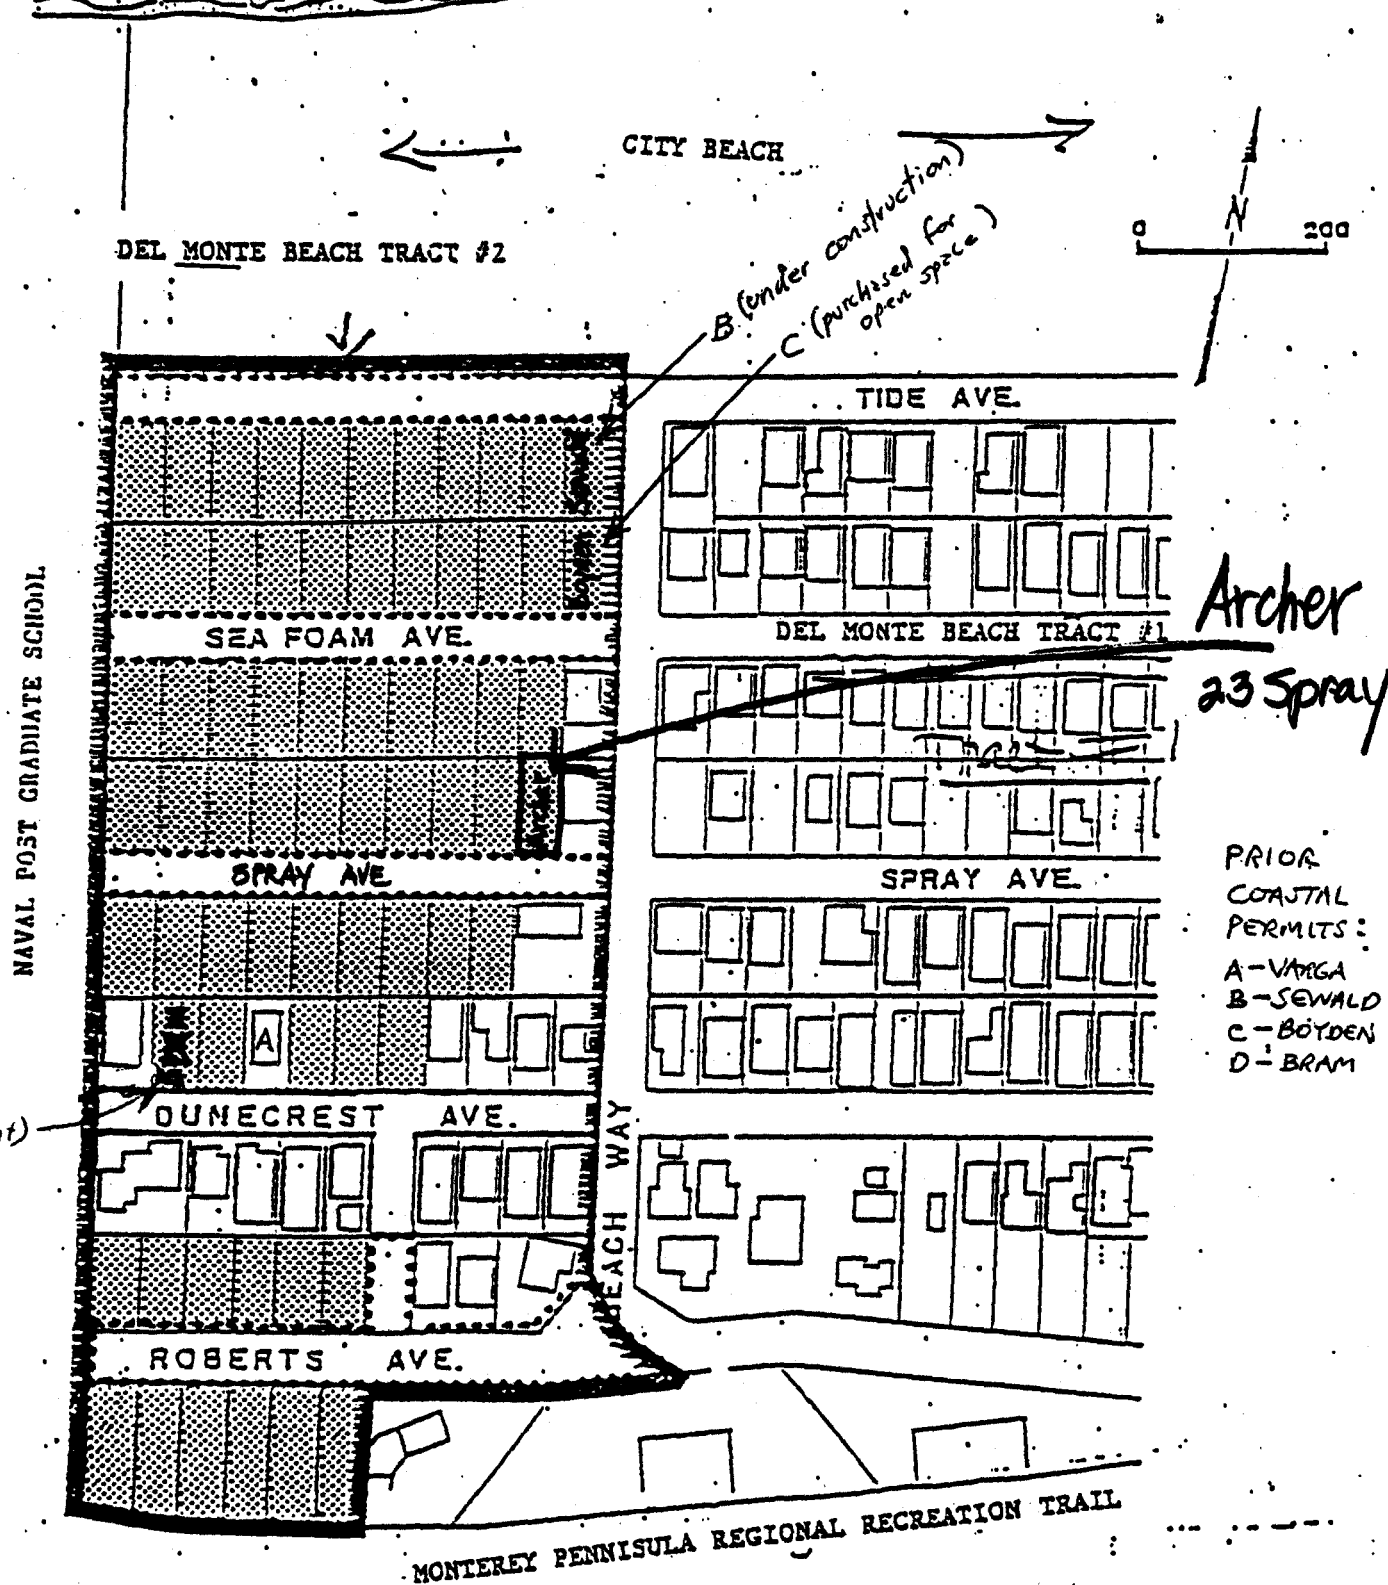 CITY BEACH
DEL MONTE BEACH TRACT #2
B (under construction)
C (purchased for
open space)
N
0 200
TIDE AVE.
Sewald
Boyden
SEA FOAM AVE.
DEL MONTE BEACH TRACT #1
Archer
23 Spray
Archer
NAVAL POST GRADUATE SCHOOL
SPRAY AVE
SPRAY AVE.
PRIOR
COASTAL
PERMITS:
A-VARGA
B-SEWALD
C-BOYDEN
D-BRAM
A
DUNECREST AVE.
BEACH WAY
ROBERTS AVE.
MONTEREY PENNISULA REGIONAL RECREATION TRAIL